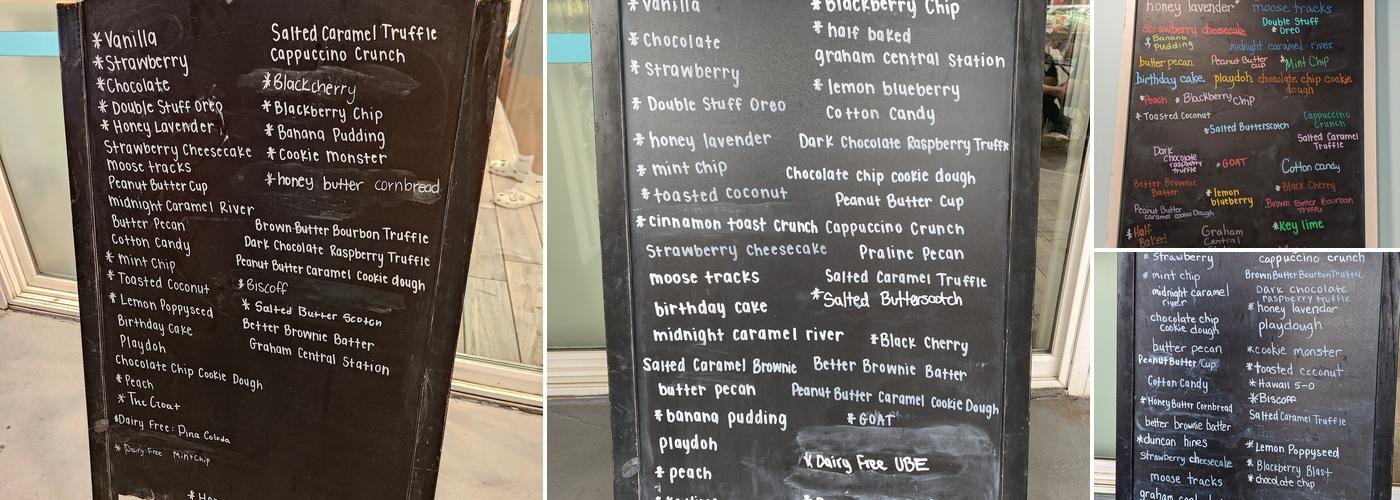 *Vanilla
*Strawberry
*Chocolate
*Double Stuff Oreo
*Honey Lavender
Strawberry Cheesecake
moose tracks
Peanut Butter Cup
midnight Caramel River
Butter Pecan
Cotton Candy
*mint Chip
*Toasted Coconut
*Lemon Poppyseed
Birthday Cake
Playdoh
Chocolate Chip Cookie Dough
*Peach
*The Goat
*Dairy free: Pina Colada
*Dairy Free Mint Chip
Salted Caramel Truffle
Cappuccino Crunch
*Blackcherry
*Blackberry Chip
*Banana Pudding
*Cookie monster
*honey butter cornbread
Brown Butter Bourbon Truffle
Dark Chocolate Raspberry Truffle
Peanut Butter Caramel Cookie dough
*Biscoff
*Salted Butter Scotch
Better Brownie Batter
Graham Central Station
*Vanilla
*Chocolate
*Strawberry
*Double Stuff Oreo
*honey lavender
*mint chip
*toasted coconut
*cinnamon toast crunch
Strawberry cheesecake
moose tracks
birthday cake
midnight caramel river
Salted Caramel Brownie
butter pecan
*banana pudding
playdoh
*peach
*Blackberry Chip
*half baked
graham central station
*lemon blueberry
Cotton Candy
Dark Chocolate Raspberry Truffle
Chocolate chip cookie dough
Peanut Butter Cup
Cappuccino Crunch
Praline Pecan
Salted Caramel Truffle
*Salted Butterscotch
*Black Cherry
Better Brownie Batter
Peanut Butter Caramel Cookie Dough
*GOAT
*Dairy Free UBE
honey lavender*
moose tracks
strawberry cheesecake
Double Stuff
*Oreo
*Banana
Pudding
midnight caramel river
butter pecan
Peanut Butter
cup
*Mint Chip
birthday cake
playdoh
chocolate chip cookie
dough
*Peach
*Blackberry Chip
*Toasted Coconut
*Salted Butterscotch
Cappuccino
Crunch
Salted Caramel
Truffle
Dark
Chocolate
raspberry
truffle
*GOAT
Cotton candy
Better Brownie
Batter
*lemon
blueberry
*Black Cherry
Peanut Butter
caramel cookie Dough
Brown Butter Bourbon
Truffle
*Half
Baked
Graham
Central
*Key lime
strawberry
*mint chip
midnight caramel
river
chocolate chip
cookie dough
butter pecan
Peanut Butter Cup
Cotton Candy
*Honey Butter Cornbread
better brownie batter
*duncan hines
Strawberry cheesecake
moose tracks
cappuccino crunch
Brown Butter Bourbon Truffle
Dark chocolate
raspberry truffle
*honey lavendar
playdough
*cookie monster
*toasted coconut
*Hawaii 5-0
*Biscoff
Salted Caramel Truffle
*Lemon Poppyseed
*Blackberry Blast
*chocolate chip